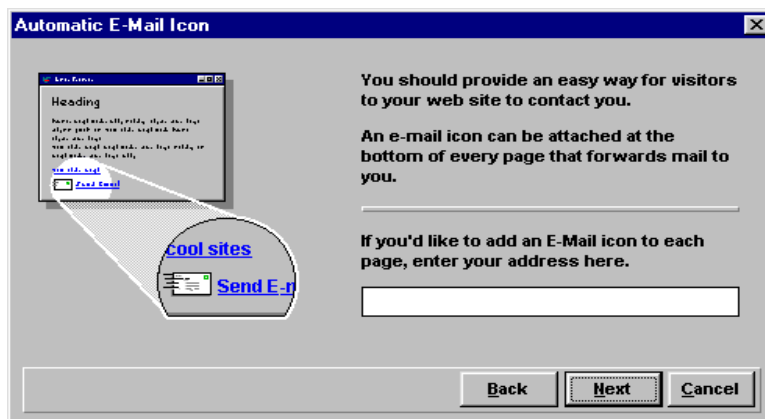 Automatic E-Mail Icon
Heading
Send Email
cool sites
Send E-m
You should provide an easy way for visitors
to your web site to contact you.
An e-mail icon can be attached at the
bottom of every page that forwards mail to
you.
If you'd like to add an E-Mail icon to each
page, enter your address here.
Back
Next
Cancel